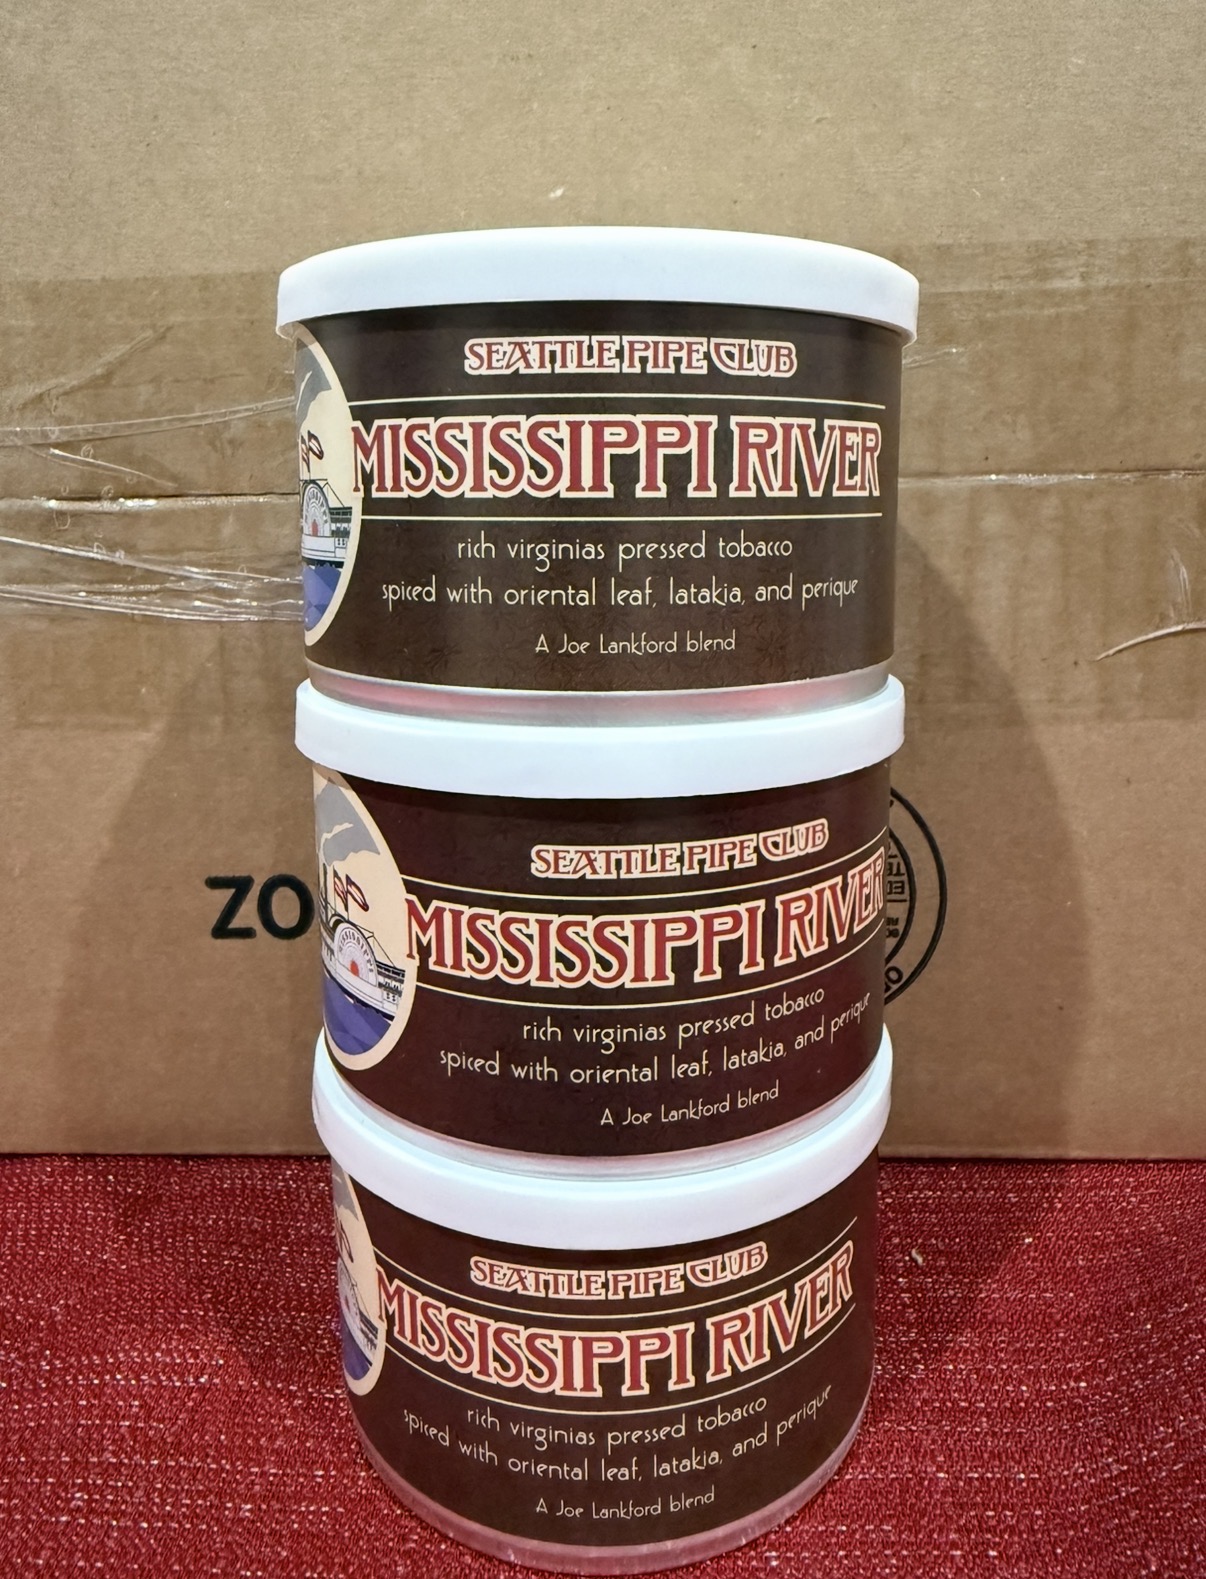 SEATTLE PIPE CLUB
MISSISSIPPI RIVER
rich virginias pressed tobacco
spiced with oriental leaf, latakia, and perique
A Joe Lankford blend
SEATTLE PIPE CLUB
MISSISSIPPI RIVER
rich virginias pressed tobacco
spiced with oriental leaf, latakia, and perique
A Joe Lankford blend
MISSISSIPPI
ZO
SEATTLE PIPE CLUB
MISSISSIPPI RIVER
rich virginias pressed tobacco
spiced with oriental leaf, latakia, and perique
A Joe Lankford blend